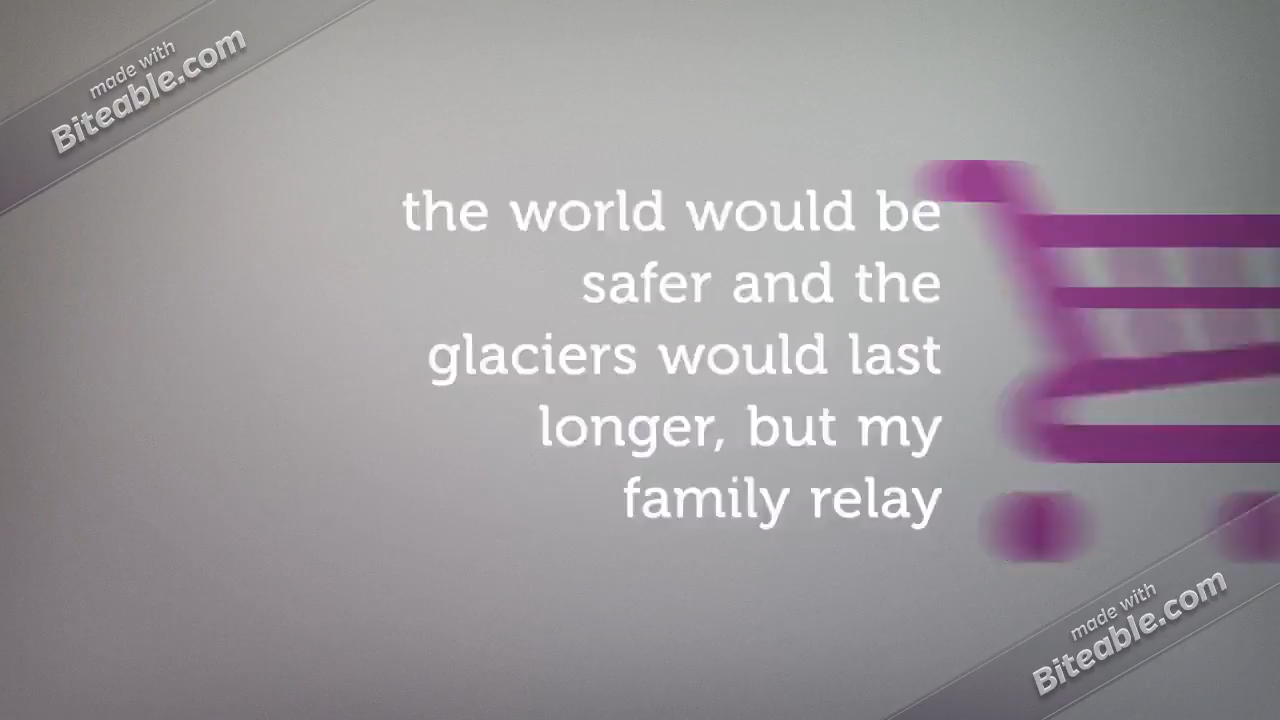 made with
Biteable.com
the world would be
safer and the
glaciers would last
longer, but my
family relay
made with
Biteable.com